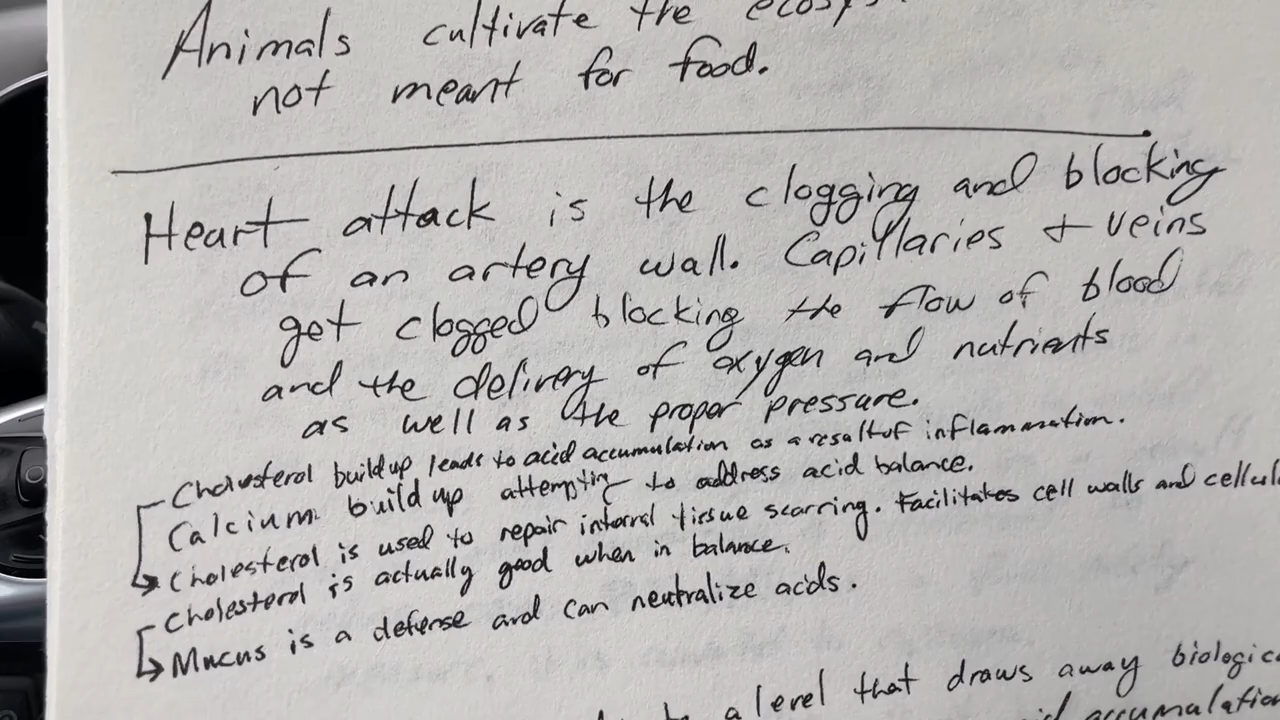 Animals cultivate the
not meant for food.
Heart attack is the clogging and blocking
of an artery wall. Capillaries + veins
get clogged blocking the flow of blood
and the delivery of oxygen and nutrients
as well as the proper pressure.
Cholesterol buildup leads to acid accumulation as a result of inflammation.
Calcium build up attempting to address acid balance.
Cholesterol is used to repair internal tissue scarring. Facilitates cell walls and
Cholesterol is actually good when in balance.
Mucus is a defense and can neutralize acids.
a level that draws away